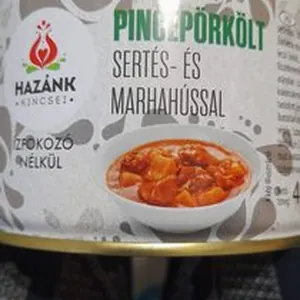 PINCEPÖRKÖLT
SERTÉS- ÉS
MARHAHÚSSAL
HAZÁNK
KINCSEI
ÍZFOKOZÓ
NÉLKÜL